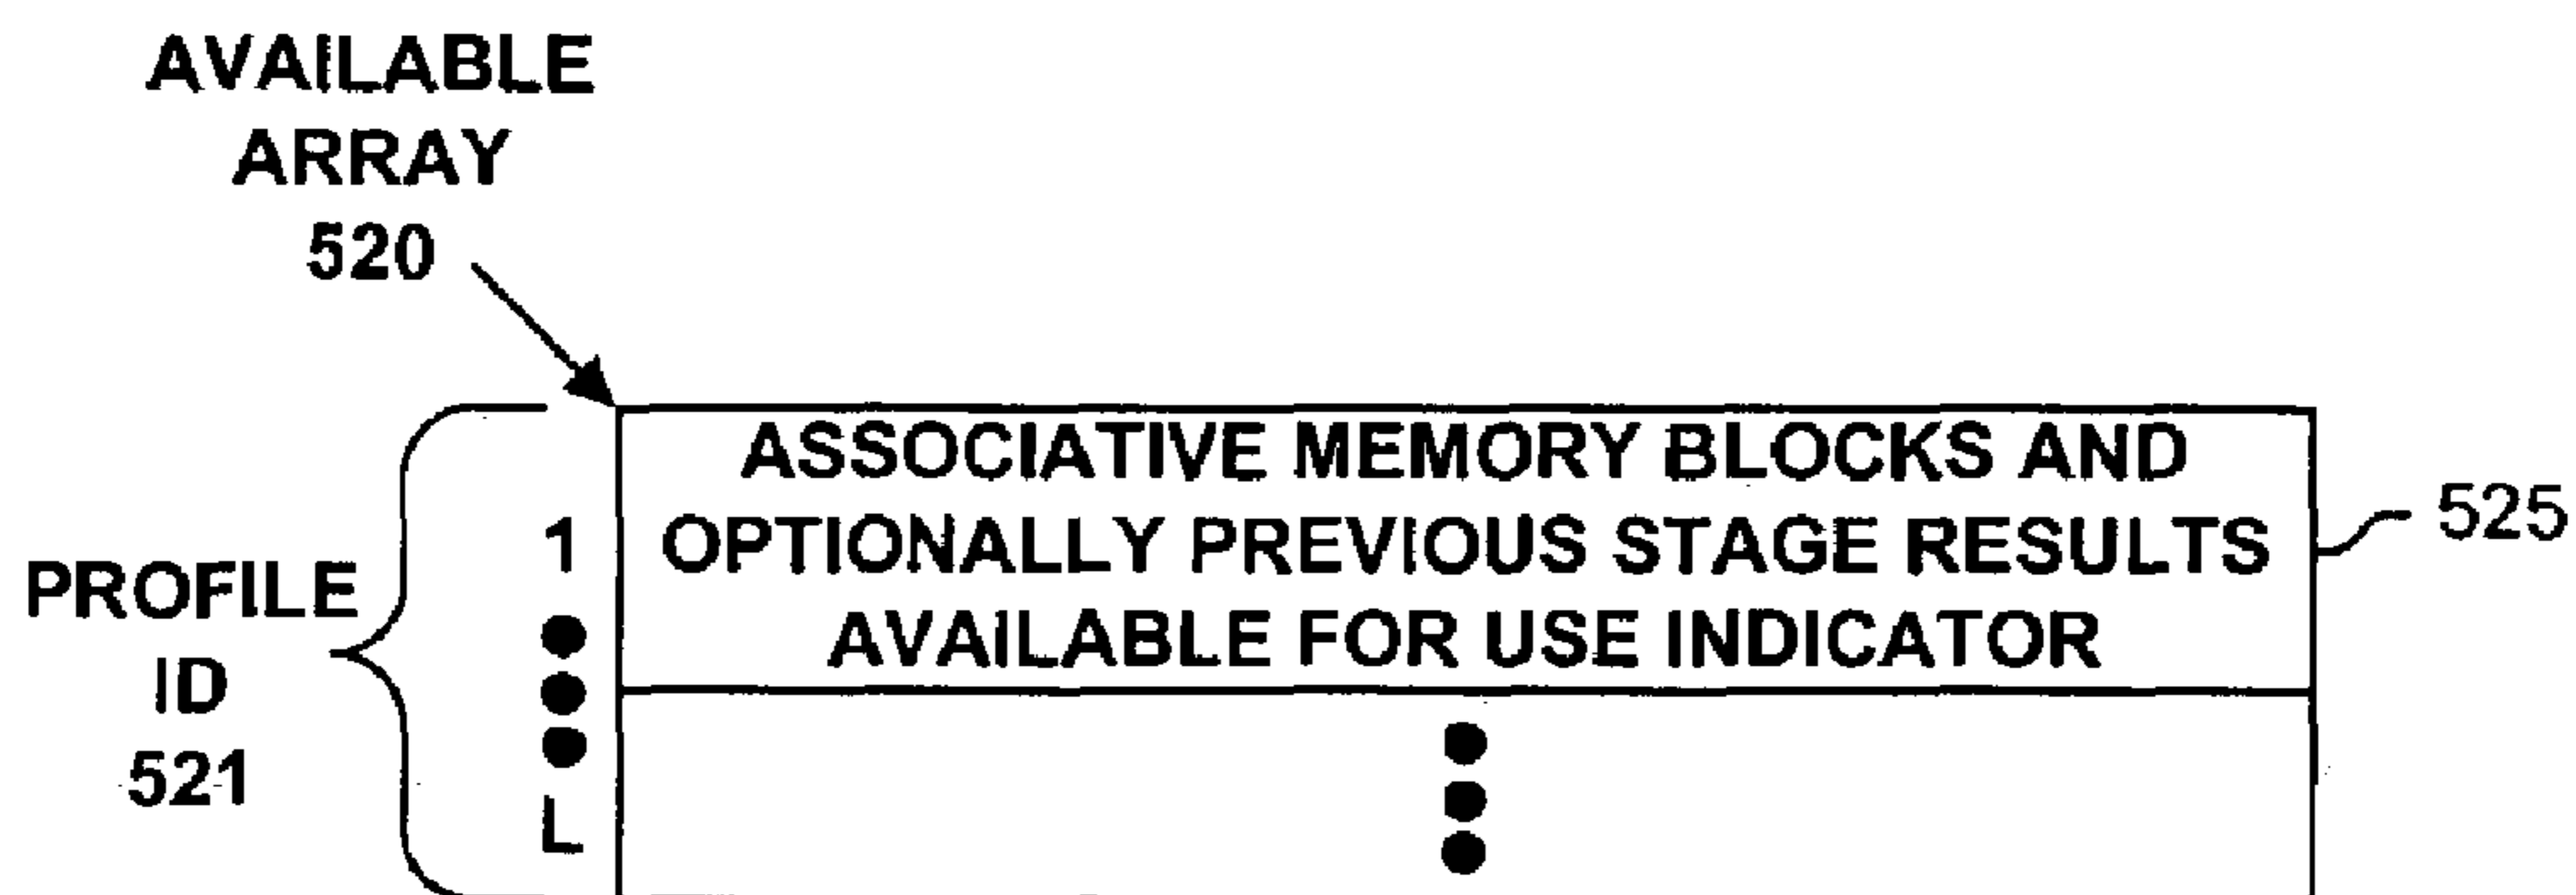 AVAILABLE
ARRAY
520
ASSOCIATIVE MEMORY BLOCKS AND
OPTIONALLY PREVIOUS STAGE RESULTS
AVAILABLE FOR USE INDICATOR
525
PROFILE
ID
521
1
L